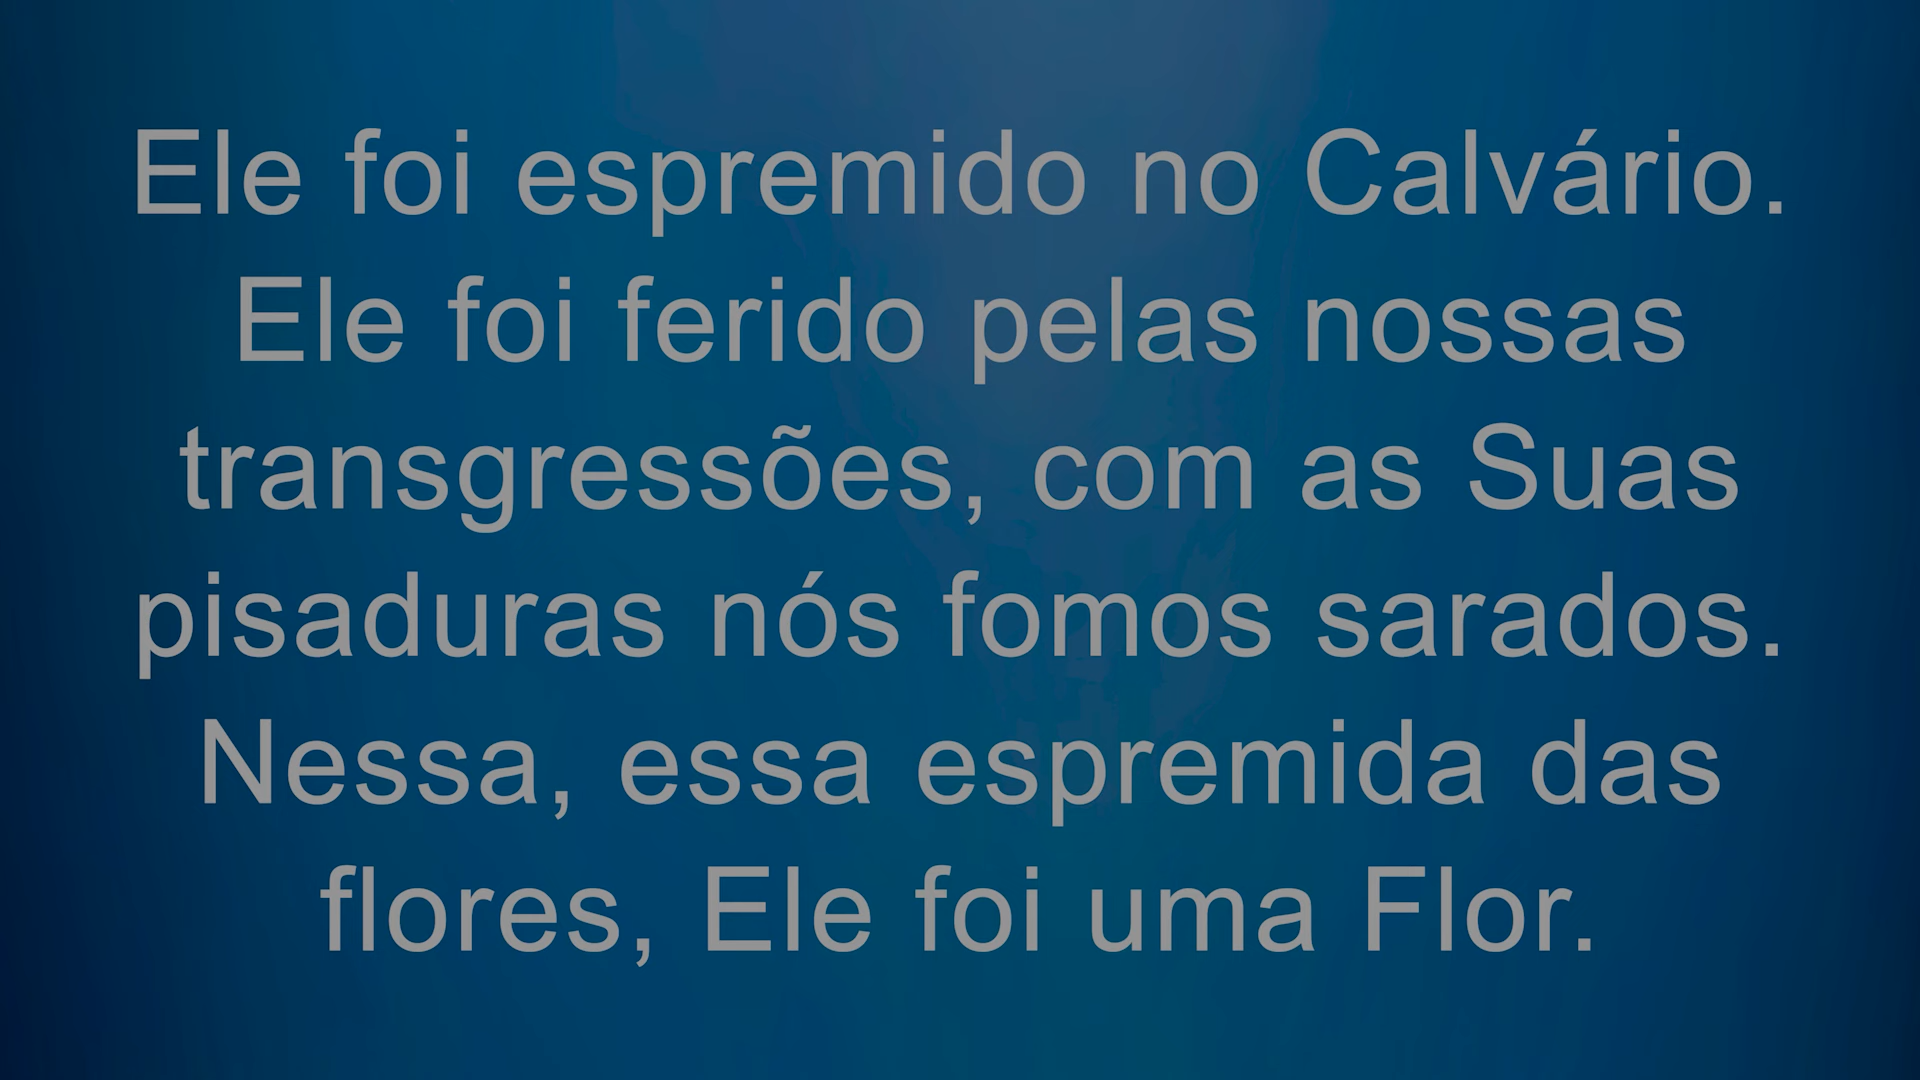 Ele foi espremido no Calvário.
Ele foi ferido pelas nossas
transgressões, com as Suas
pisaduras nós fomos sarados.
Nessa, essa espremida das
flores, Ele foi uma Flor.